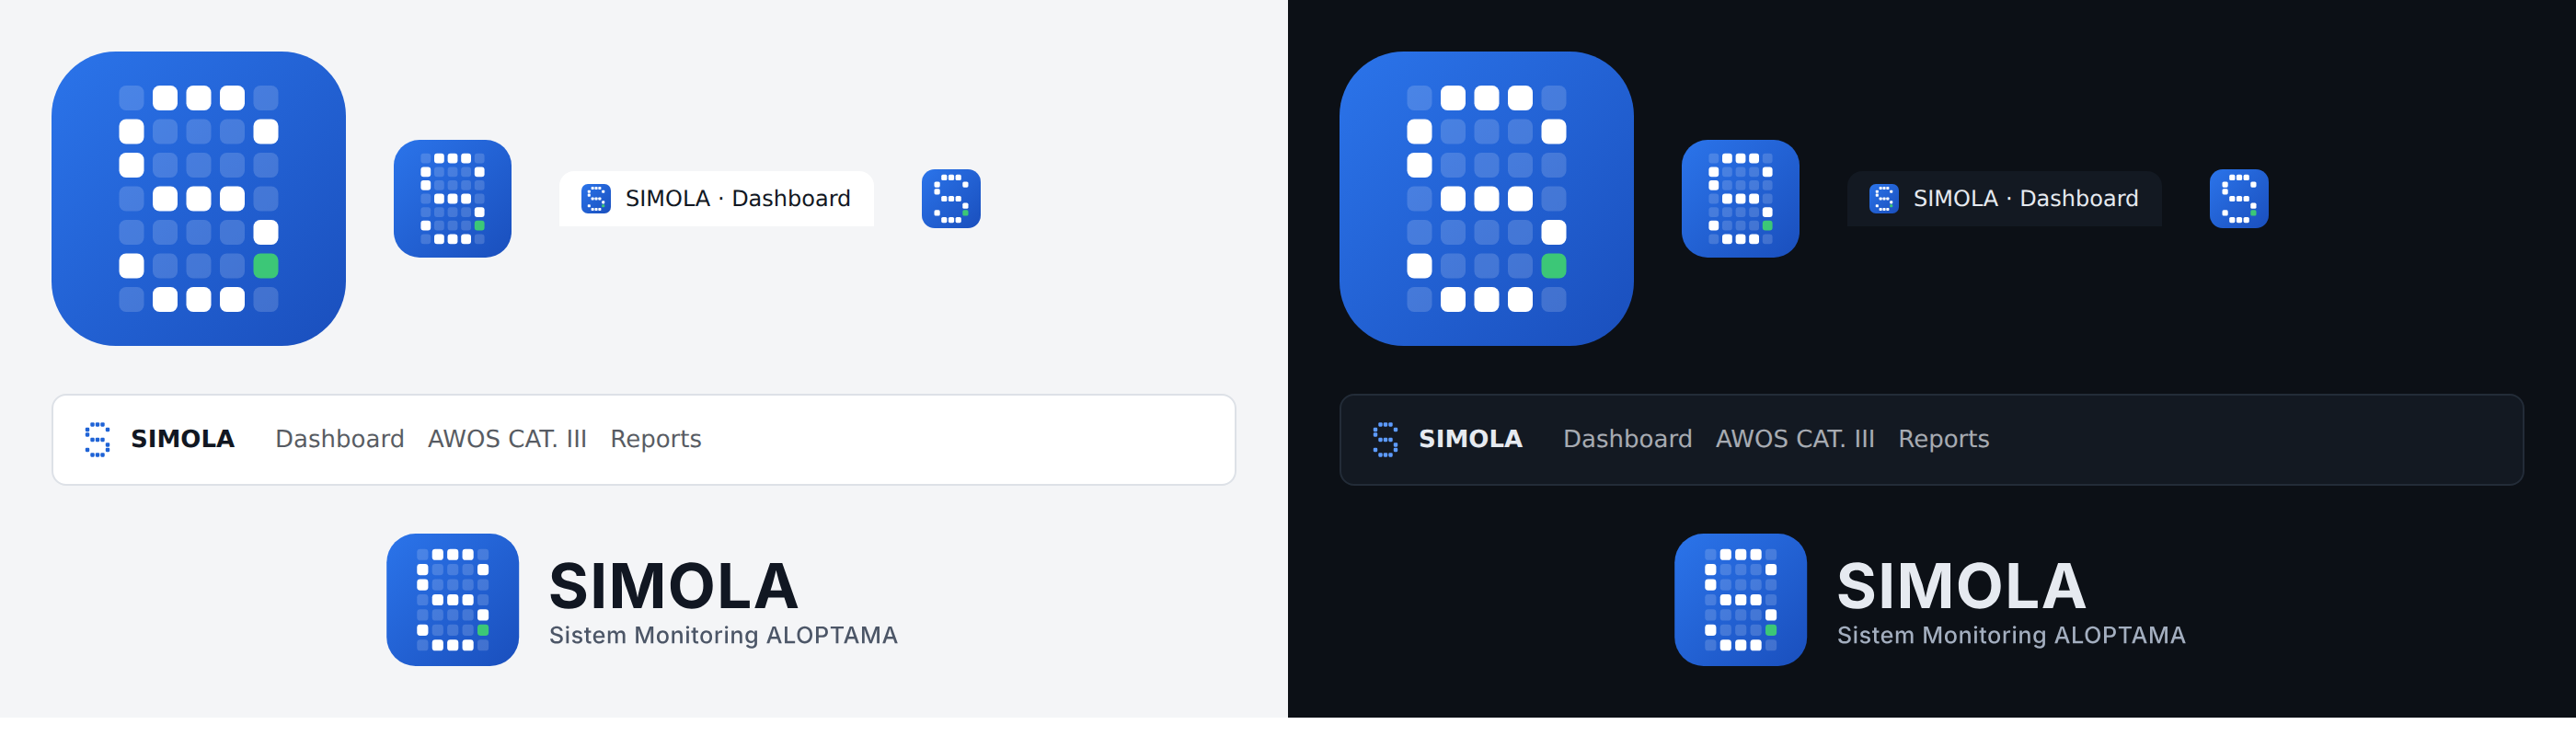 SIMOLA · Dashboard
SIMOLA Dashboard AWOS CAT. III Reports
SIMOLA
Sistem Monitoring ALOPTAMA
SIMOLA · Dashboard
SIMOLA Dashboard AWOS CAT. III Reports
SIMOLA
Sistem Monitoring ALOPTAMA